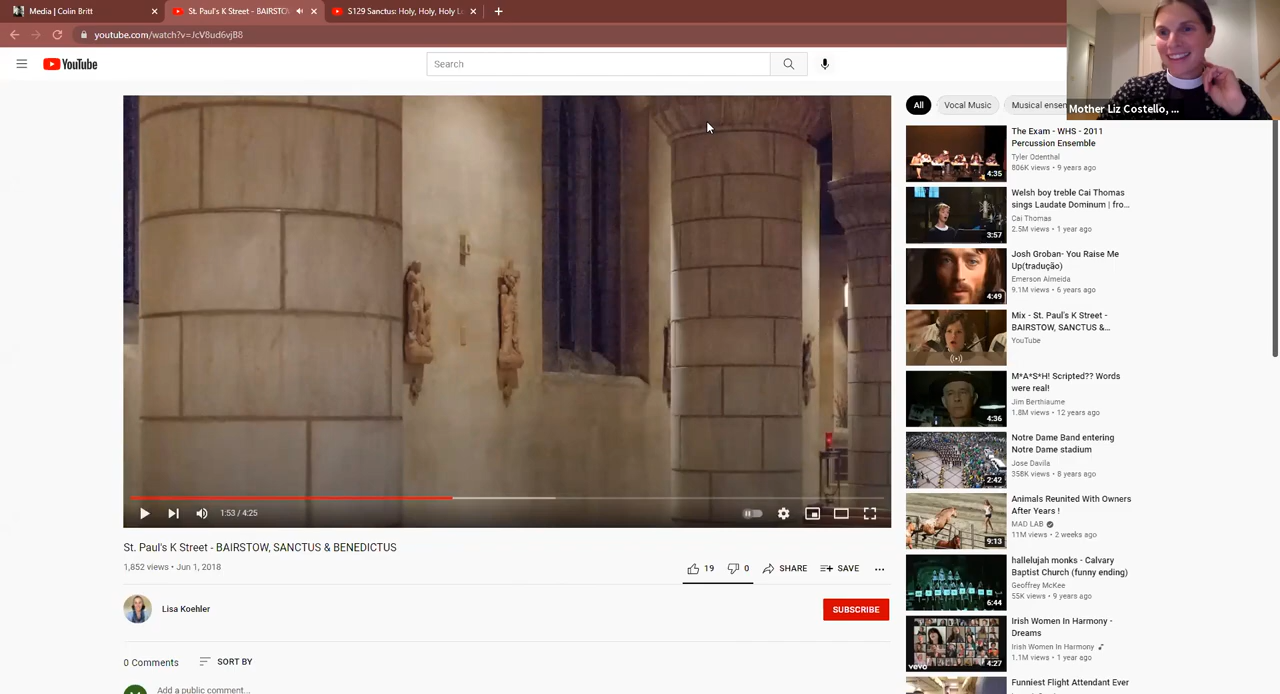 Media | Colin Britt
St. Paul's K Street - BAIRSTO
S129 Sanctus: Holy, Holy, Holy L
youtube.com/watch?v=JcV8ud6vjB8
YouTube
Search
Mother Liz Costello, ...
All
Vocal Music
Musical ensem
The Exam - WHS - 2011
Percussion Ensemble
Tyler Odenthal
806K views • 9 years ago
4:35
Welsh boy treble Cai Thomas
sings Laudate Dominum | fro...
Cai Thomas
2.5M views • 1 year ago
3:57
Josh Groban- You Raise Me
Up(tradução)
Emerson Almeida
9.1M views • 6 years ago
4:49
Mix - St. Paul's K Street -
BAIRSTOW, SANCTUS &...
YouTube
M*A*S*H! Scripted?? Words
were real!
Jim Berthiaume
1.8M views • 12 years ago
4:36
Notre Dame Band entering
Notre Dame stadium
Jose Davila
358K views • 8 years ago
2:42
Animals Reunited With Owners
After Years !
MAD LAB
11M views • 2 weeks ago
9:13
hallelujah monks - Calvary
Baptist Church (funny ending)
Geoffrey McKee
55K views • 9 years ago
6:44
Irish Women In Harmony -
Dreams
Irish Women In Harmony
1.1M views • 1 year ago
vevo
4:27
Funniest Flight Attendant Ever
1:53 / 4:25
St. Paul's K Street - BAIRSTOW, SANCTUS & BENEDICTUS
1,852 views • Jun 1, 2018
19
0
SHARE
SAVE
Lisa Koehler
SUBSCRIBE
0 Comments
SORT BY
Add a public comment...